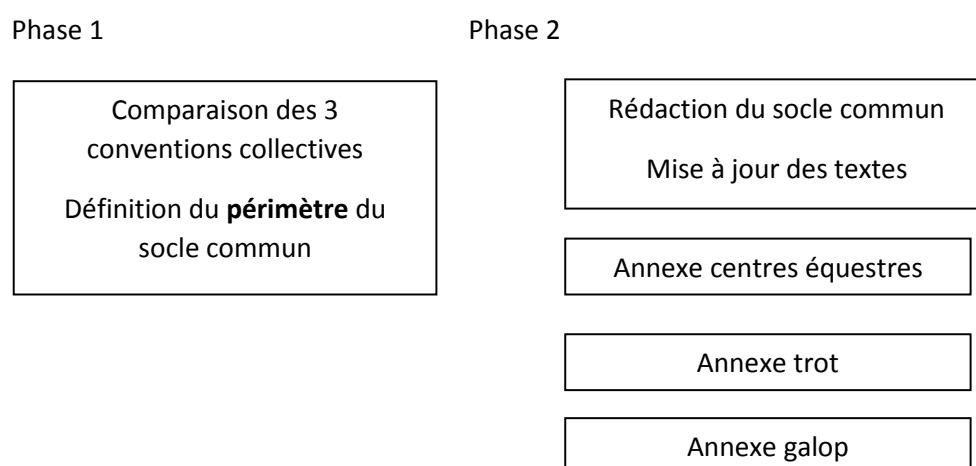 Phase 1
Phase 2
Comparaison des 3
conventions collectives
Définition du périmètre du
socle commun
Rédaction du socle commun
Mise à jour des textes
Annexe centres équestres
Annexe trot
Annexe galop